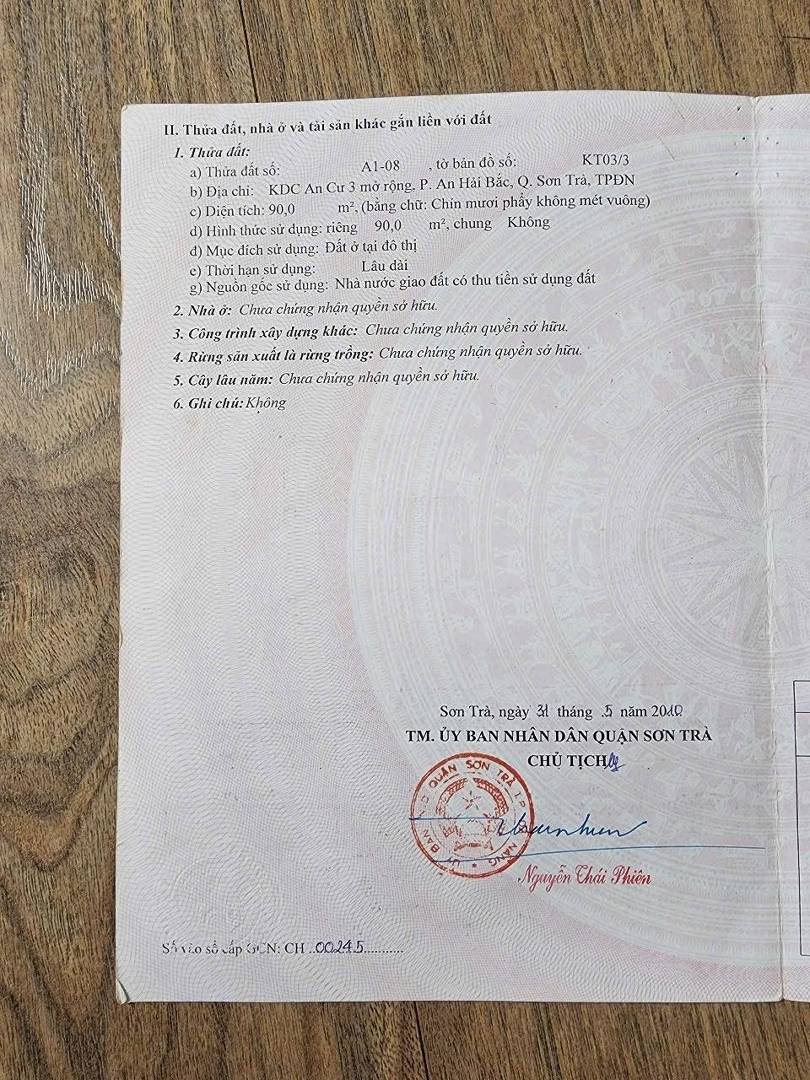 II. Thửa đất, nhà ở và tài sản khác gắn liền với đất
1. Thửa đất:
a) Thửa đất số: A1-08 , tờ bản đồ số: KT03/3
b) Địa chỉ: KDC An Cư 3 mở rộng, P. An Hải Bắc, Q. Sơn Trà, TPĐN
c) Diện tích: 90,0 m², (bằng chữ: Chín mươi phẩy không mét vuông)
d) Hình thức sử dụng: riêng 90,0 m², chung Không
đ) Mục đích sử dụng: Đất ở tại đô thị
e) Thời hạn sử dụng: Lâu dài
g) Nguồn gốc sử dụng: Nhà nước giao đất có thu tiền sử dụng đất
2. Nhà ở: Chưa chứng nhận quyền sở hữu.
3. Công trình xây dựng khác: Chưa chứng nhận quyền sở hữu.
4. Rừng sản xuất là rừng trồng: Chưa chứng nhận quyền sở hữu.
5. Cây lâu năm: Chưa chứng nhận quyền sở hữu.
6. Ghi chú: Không
Sơn Trà, ngày 31 tháng 5 năm 2010
TM. ỦY BAN NHÂN DÂN QUẬN SƠN TRÀ
CHỦ TỊCH
QUẬN SƠN TRÀ T.P
ỦY BAN
NẴNG
Nguyễn Thái Phiên
Số vào sổ cấp GCN: CH ..00245...........